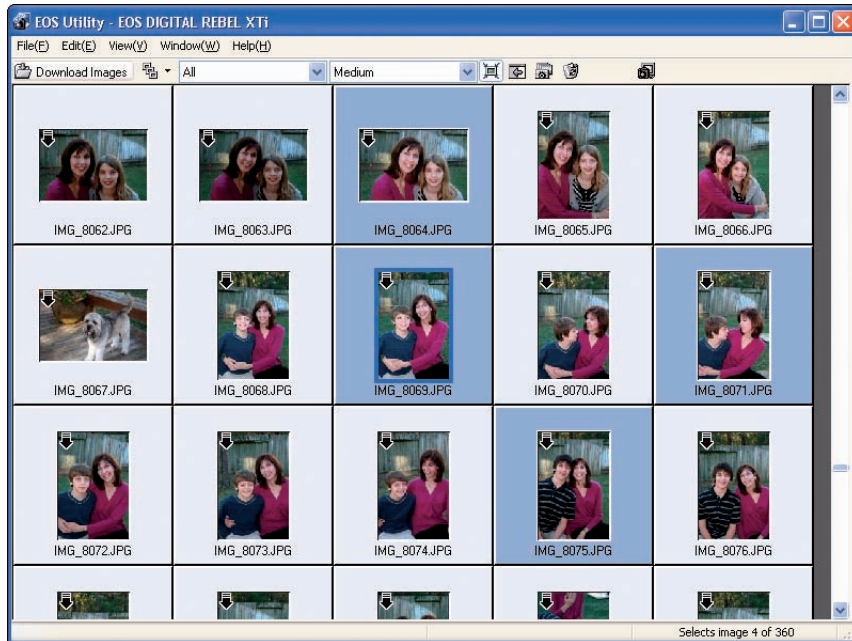 EOS Utility - EOS DIGITAL REBEL XTi
File(F) Edit(E) View(V) Window(W) Help(H)
Download Images All Medium
IMG_8062.JPG IMG_8063.JPG IMG_8064.JPG IMG_8065.JPG IMG_8066.JPG
IMG_8067.JPG IMG_8068.JPG IMG_8069.JPG IMG_8070.JPG IMG_8071.JPG
IMG_8072.JPG IMG_8073.JPG IMG_8074.JPG IMG_8075.JPG IMG_8076.JPG
Selects image 4 of 360